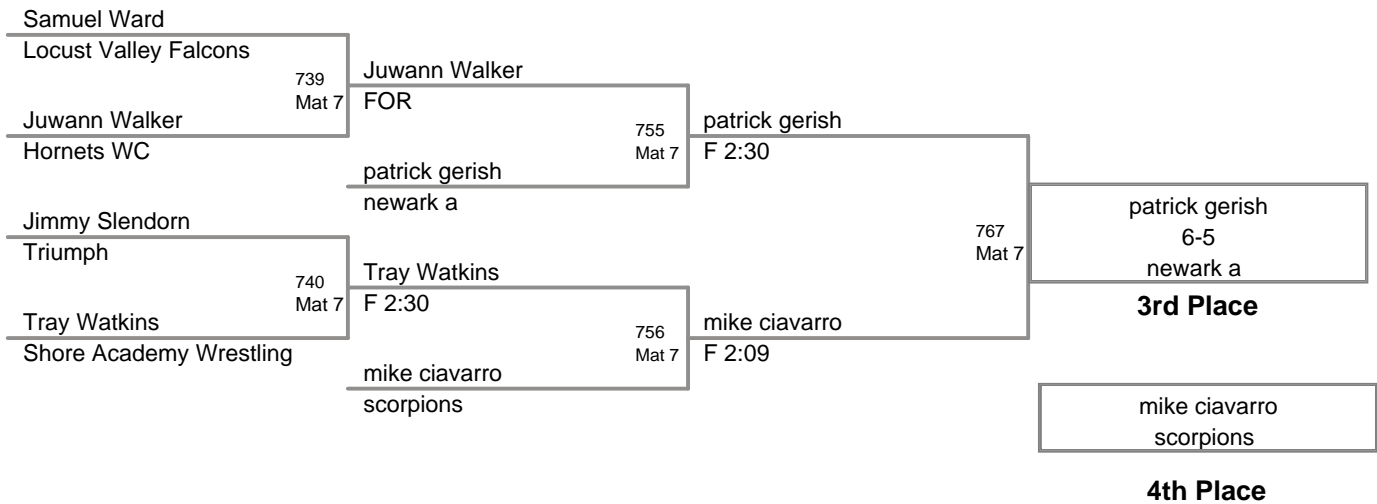 Samuel Ward
Locust Valley Falcons
739
Mat 7
Juwann Walker
Hornets WC
Juwann Walker
FOR
755
Mat 7
patrick gerish
newark a
patrick gerish
F 2:30
Jimmy Slendorn
Triumph
740
Mat 7
Tray Watkins
Shore Academy Wrestling
Tray Watkins
F 2:30
756
Mat 7
mike ciavarro
scorpions
mike ciavarro
F 2:09
767
Mat 7
patrick gerish
6-5
newark a
3rd Place
mike ciavarro
scorpions
4th Place